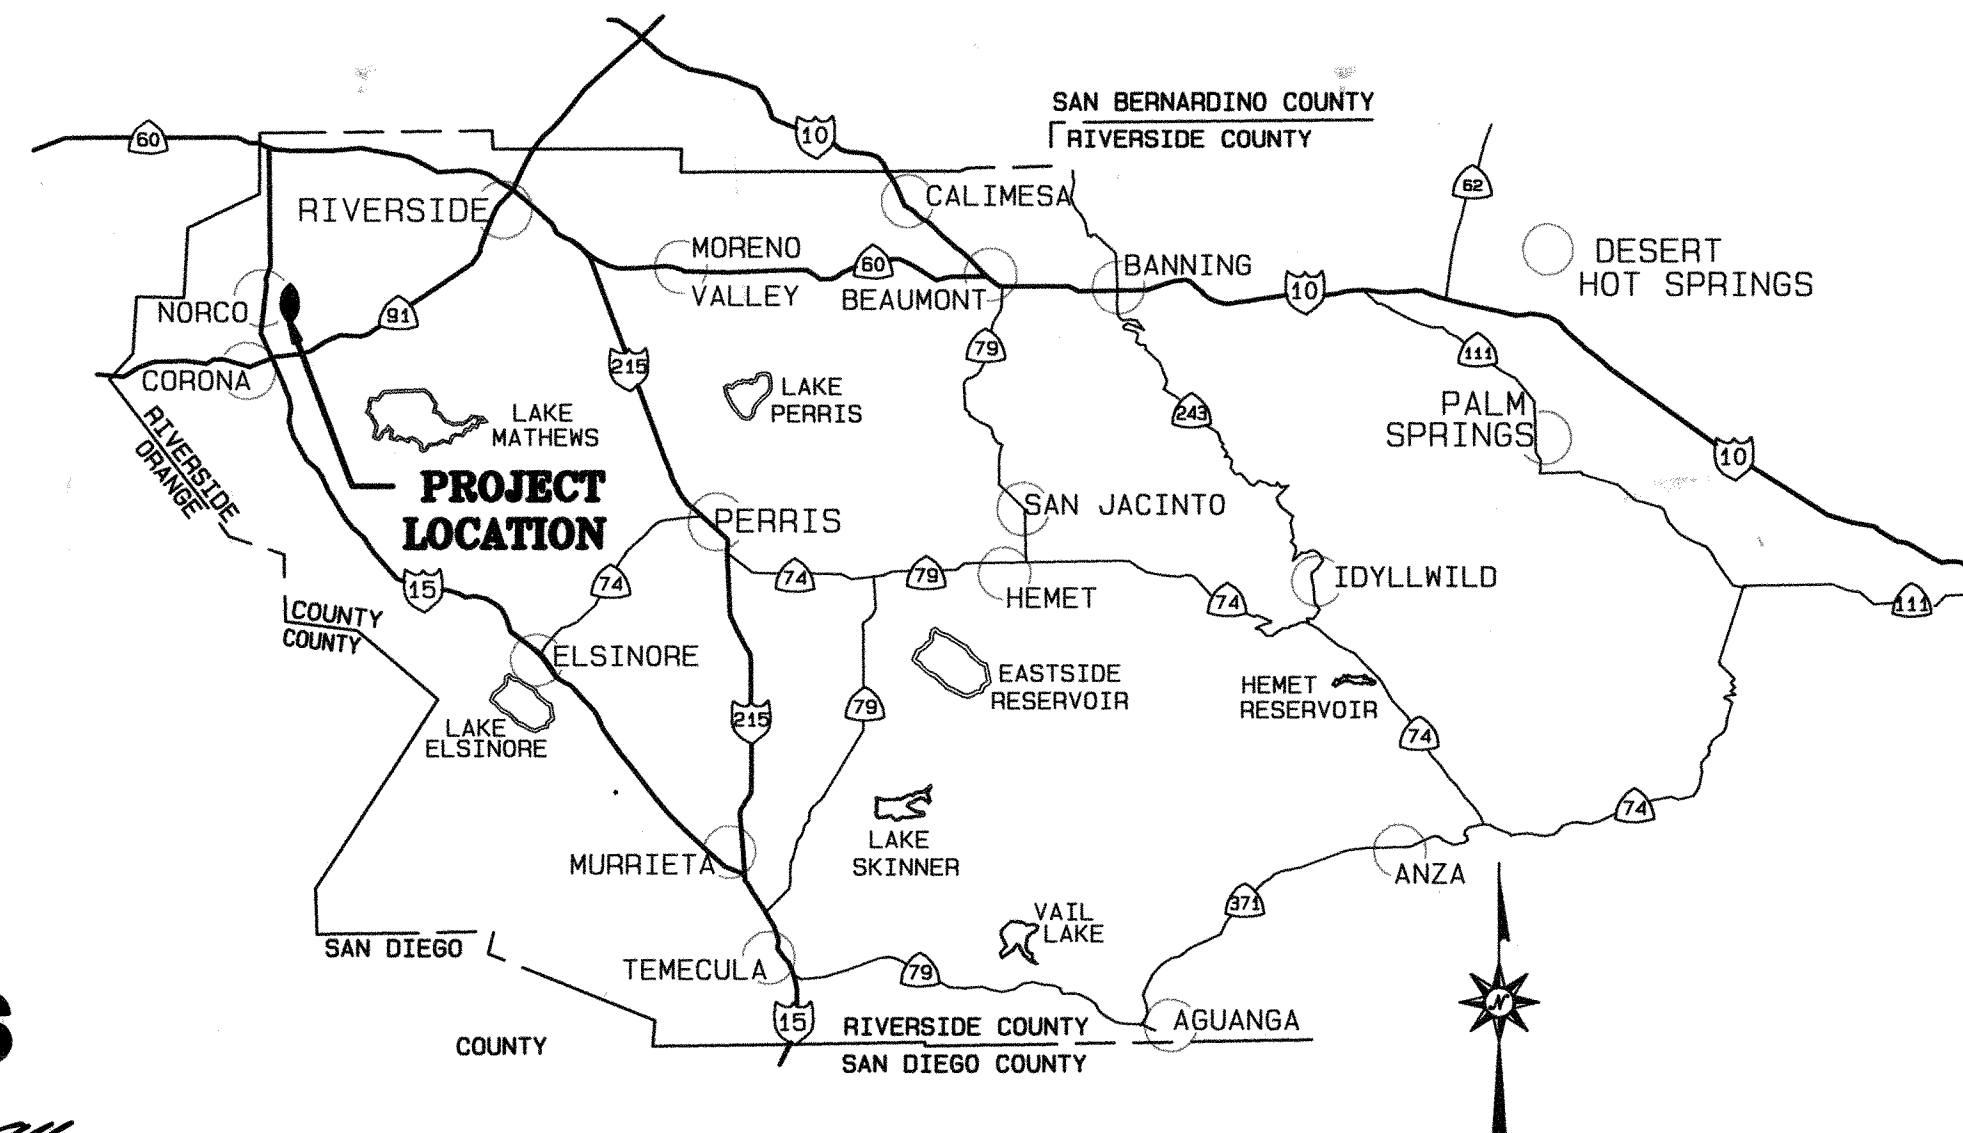 SAN BERNARDINO COUNTY
RIVERSIDE COUNTY
60
10
62
RIVERSIDE
CALIMESA
MORENO
VALLEY
60
BEAUMONT
BANNING
10
DESERT
HOT SPRINGS
NORCO
91
79
111
215
CORONA
LAKE
MATHEWS
LAKE
PERRIS
243
PALM
SPRINGS
10
RIVERSIDE
ORANGE
PROJECT
LOCATION
PERRIS
SAN JACINTO
15
74
74
79
HEMET
74
IDYLLWILD
111
COUNTY
COUNTY
ELSINORE
EASTSIDE
RESERVOIR
HEMET
RESERVOIR
LAKE
ELSINORE
215
79
74
LAKE
SKINNER
74
MURRIETA
ANZA
371
VAIL
LAKE
SAN DIEGO
TEMECULA
79
N
15
RIVERSIDE COUNTY
SAN DIEGO COUNTY
AGUANGA
COUNTY